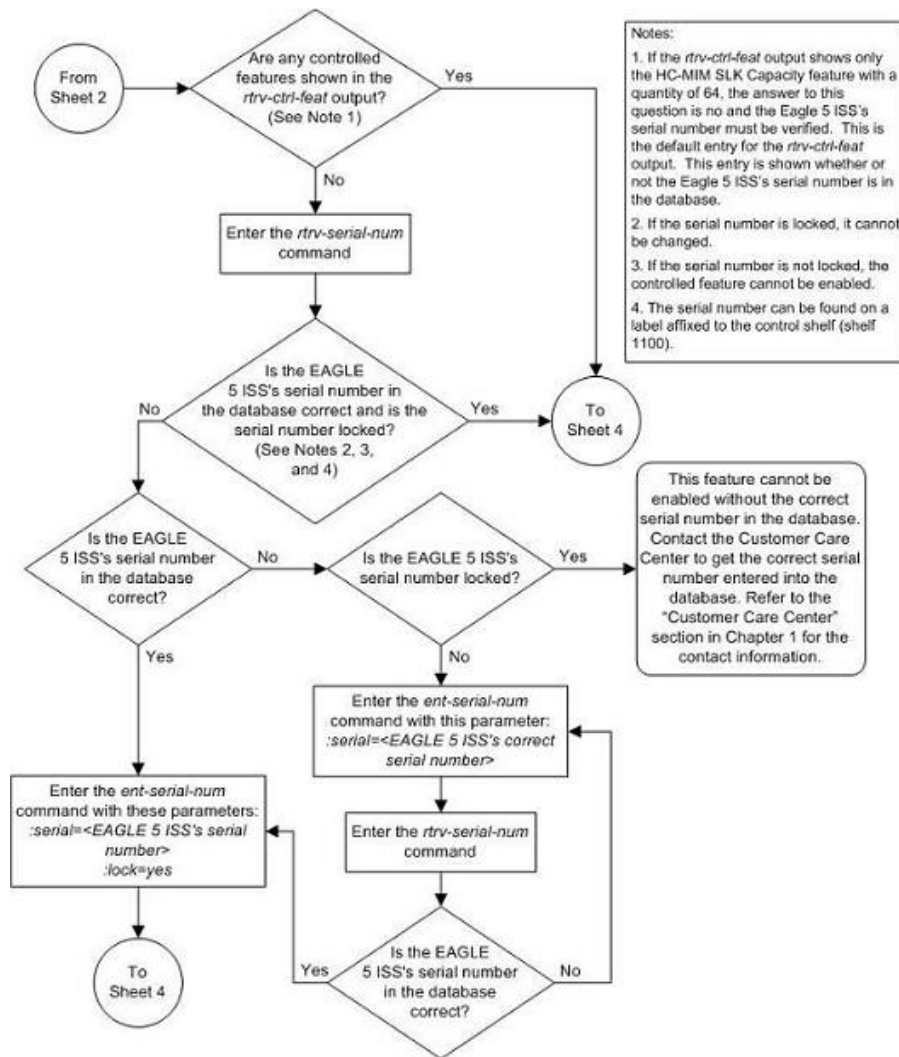 From
Sheet 2
Are any controlled
features shown in the
rtrv-ctrl-feat output?
(See Note 1)
Yes
No
Notes:
1. If the rtrv-ctrl-feat output shows only
the HC-MIM SLK Capacity feature with a
quantity of 64, the answer to this
question is no and the Eagle 5 ISS's
serial number must be verified. This is
the default entry for the rtrv-ctrl-feat
output. This entry is shown whether or
not the Eagle 5 ISS's serial number is in
the database.
2. If the serial number is locked, it cannot
be changed.
3. If the serial number is not locked, the
controlled feature cannot be enabled.
4. The serial number can be found on a
label affixed to the control shelf (shelf
1100).
Enter the rtrv-serial-num
command
Is the EAGLE
5 ISS's serial number in
the database correct and is the
serial number locked?
(See Notes 2, 3,
and 4)
No
Yes
To
Sheet 4
Is the EAGLE
5 ISS's serial number
in the database
correct?
No
Yes
Is the EAGLE 5 ISS's
serial number locked?
Yes
No
This feature cannot be
enabled without the correct
serial number in the database.
Contact the Customer Care
Center to get the correct serial
number entered into the
database. Refer to the
“Customer Care Center”
section in Chapter 1 for the
contact information.
Enter the ent-serial-num
command with this parameter:
:serial=<EAGLE 5 ISS's correct
serial number>
Enter the ent-serial-num
command with these parameters:
:serial=<EAGLE 5 ISS's serial
number>
:lock=yes
Enter the rtrv-serial-num
command
Is the EAGLE
5 ISS's serial number
in the database
correct?
Yes
No
To
Sheet 4